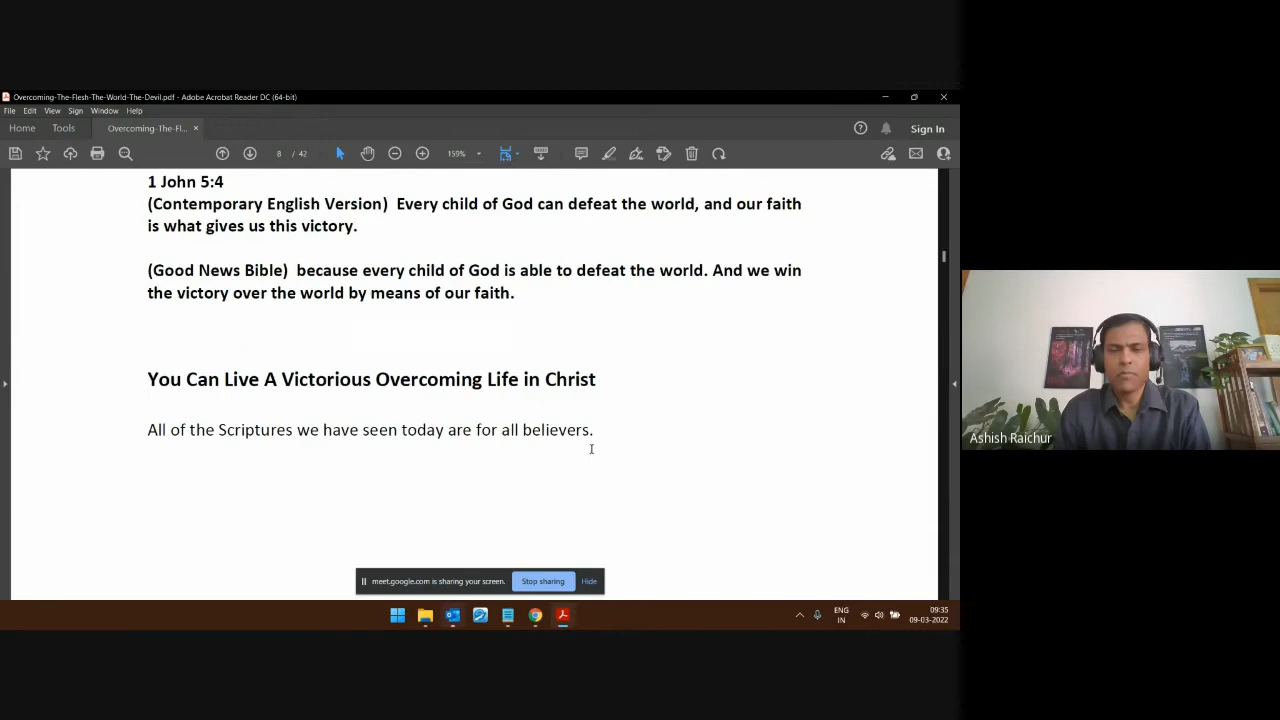 Overcoming-The-Flesh-The-World-The-Devil.pdf - Adobe Acrobat Reader DC (64-bit)
File Edit View Sign Window Help
Home Tools Overcoming-The-Fl... × Sign In
8 / 42 159%
1 John 5:4
(Contemporary English Version) Every child of God can defeat the world, and our faith
is what gives us this victory.
(Good News Bible) because every child of God is able to defeat the world. And we win
the victory over the world by means of our faith.
You Can Live A Victorious Overcoming Life in Christ
All of the Scriptures we have seen today are for all believers.
Ashish Raichur
meet.google.com is sharing your screen. Stop sharing Hide
ENG 09:35
IN 09-03-2022